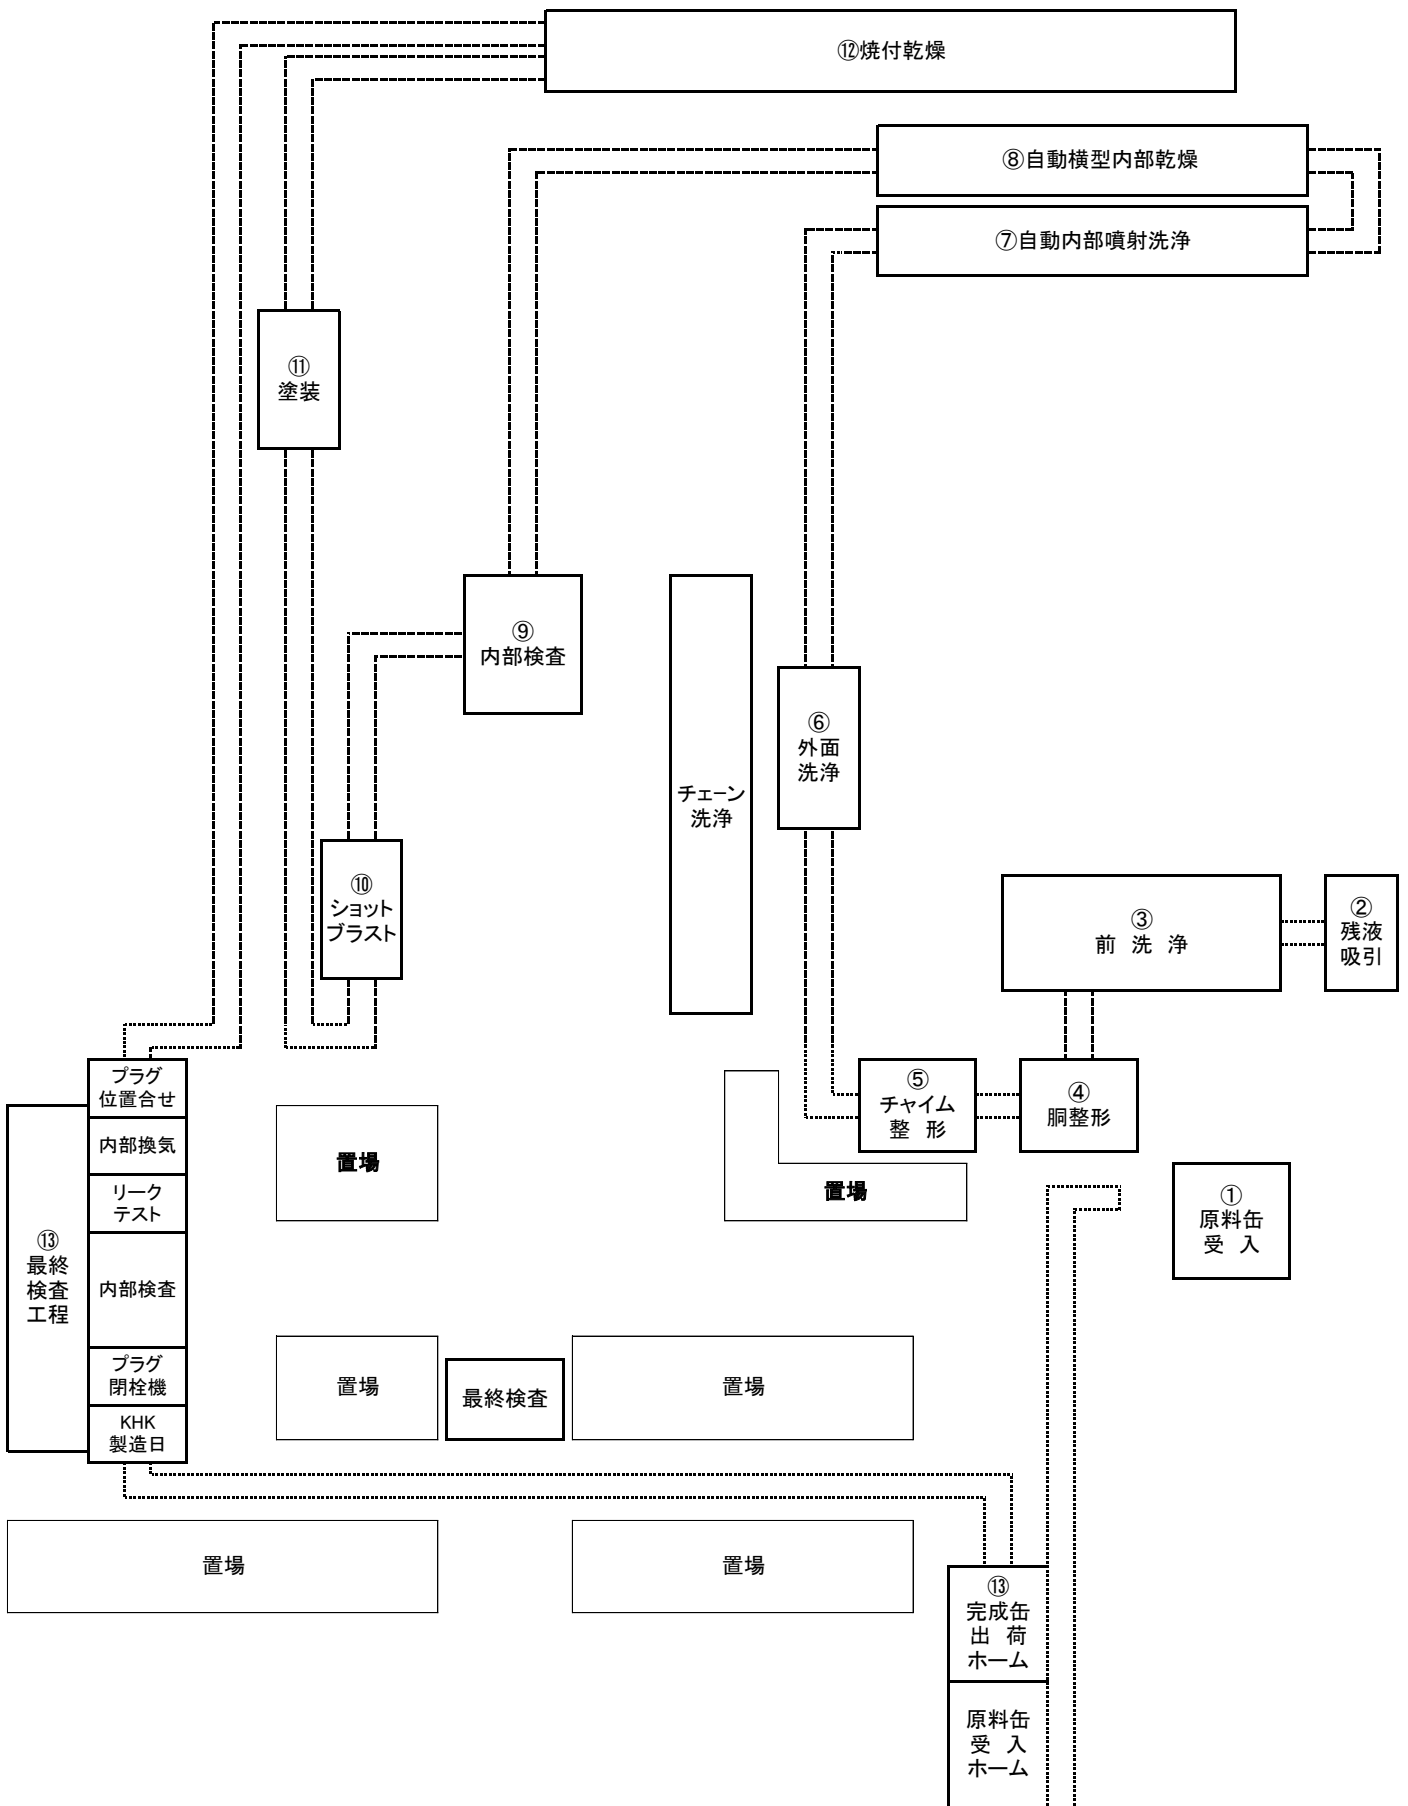 ⑫焼付乾燥
⑧自動横型内部乾燥
⑦自動内部噴射洗浄
⑪
塗装
⑨
内部検査
⑥
外面
洗浄
チェーン
洗浄
⑩
ショット
ブラスト
③
前 洗 浄
②
残液
吸引
⑤
チャイム
整 形
④
胴整形
①
原料缶
受 入
プラグ
位置合せ
内部換気
リーク
テスト
内部検査
プラグ
閉栓機
KHK
製造日
⑬
最終
検査
工程
置場
置場
置場
最終検査
置場
置場
置場
⑬
完成缶
出 荷
ホーム
原料缶
受 入
ホーム